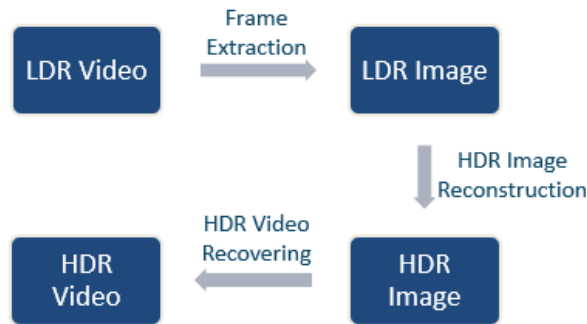 LDR Video
Frame
Extraction
LDR Image
HDR Image
Reconstruction
HDR
Image
HDR Video
Recovering
HDR
Video